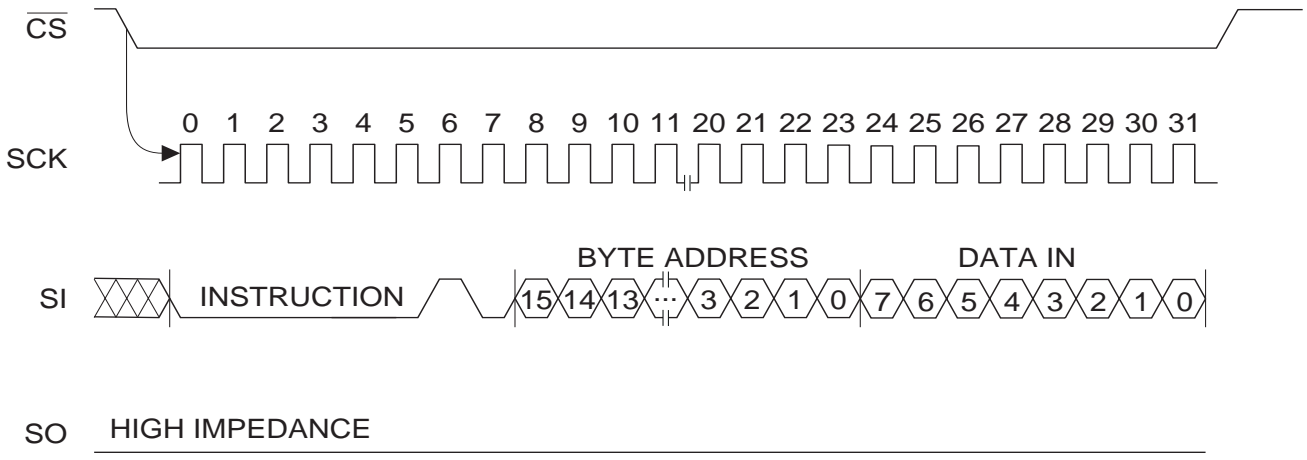 CS
0 1 2 3 4 5 6 7 8 9 10 11 20 21 22 23 24 25 26 27 28 29 30 31
SCK
BYTE ADDRESS DATA IN
SI INSTRUCTION 15 14 13 ... 3 2 1 0 7 6 5 4 3 2 1 0
SO HIGH IMPEDANCE